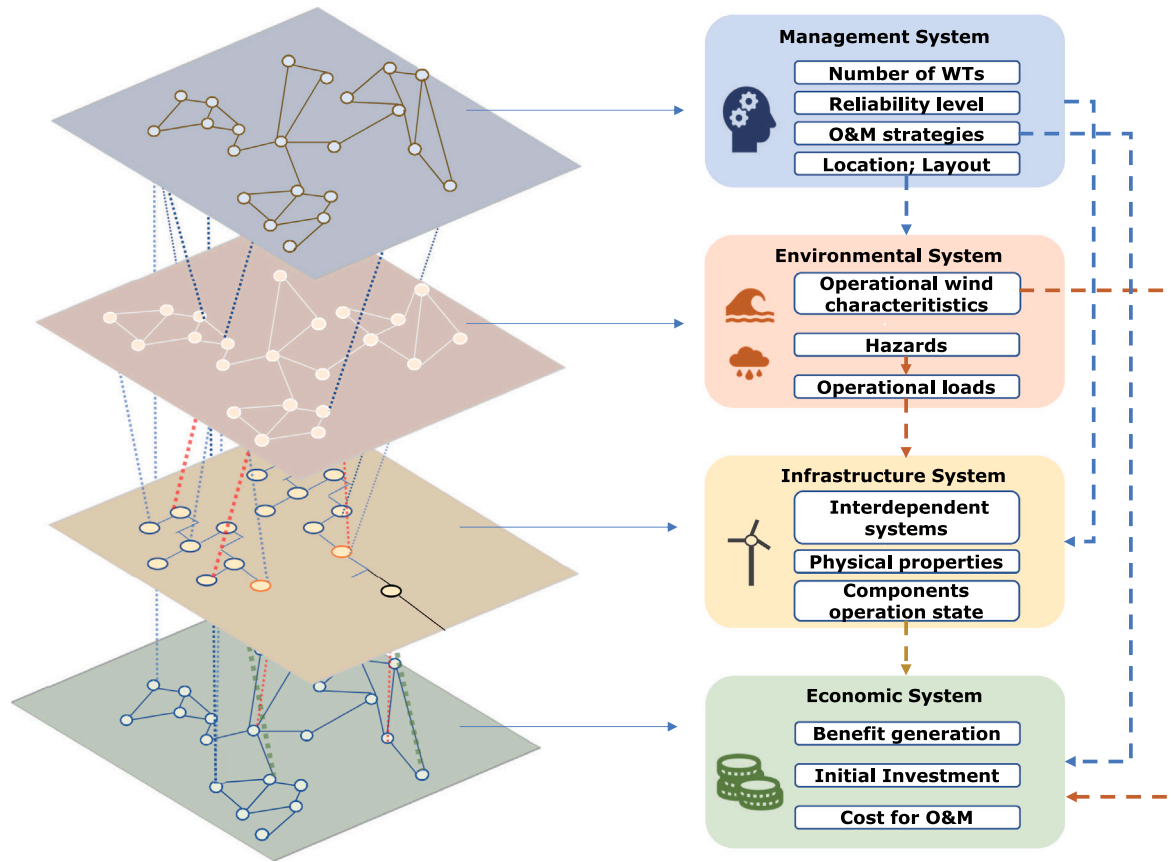 Management System
Number of WTs
Reliability level
O&M strategies
Location; Layout
Environmental System
Operational wind
characteritistics
Hazards
Operational loads
Infrastructure System
Interdependent
systems
Physical properties
Components
operation state
Economic System
Benefit generation
Initial Investment
Cost for O&M